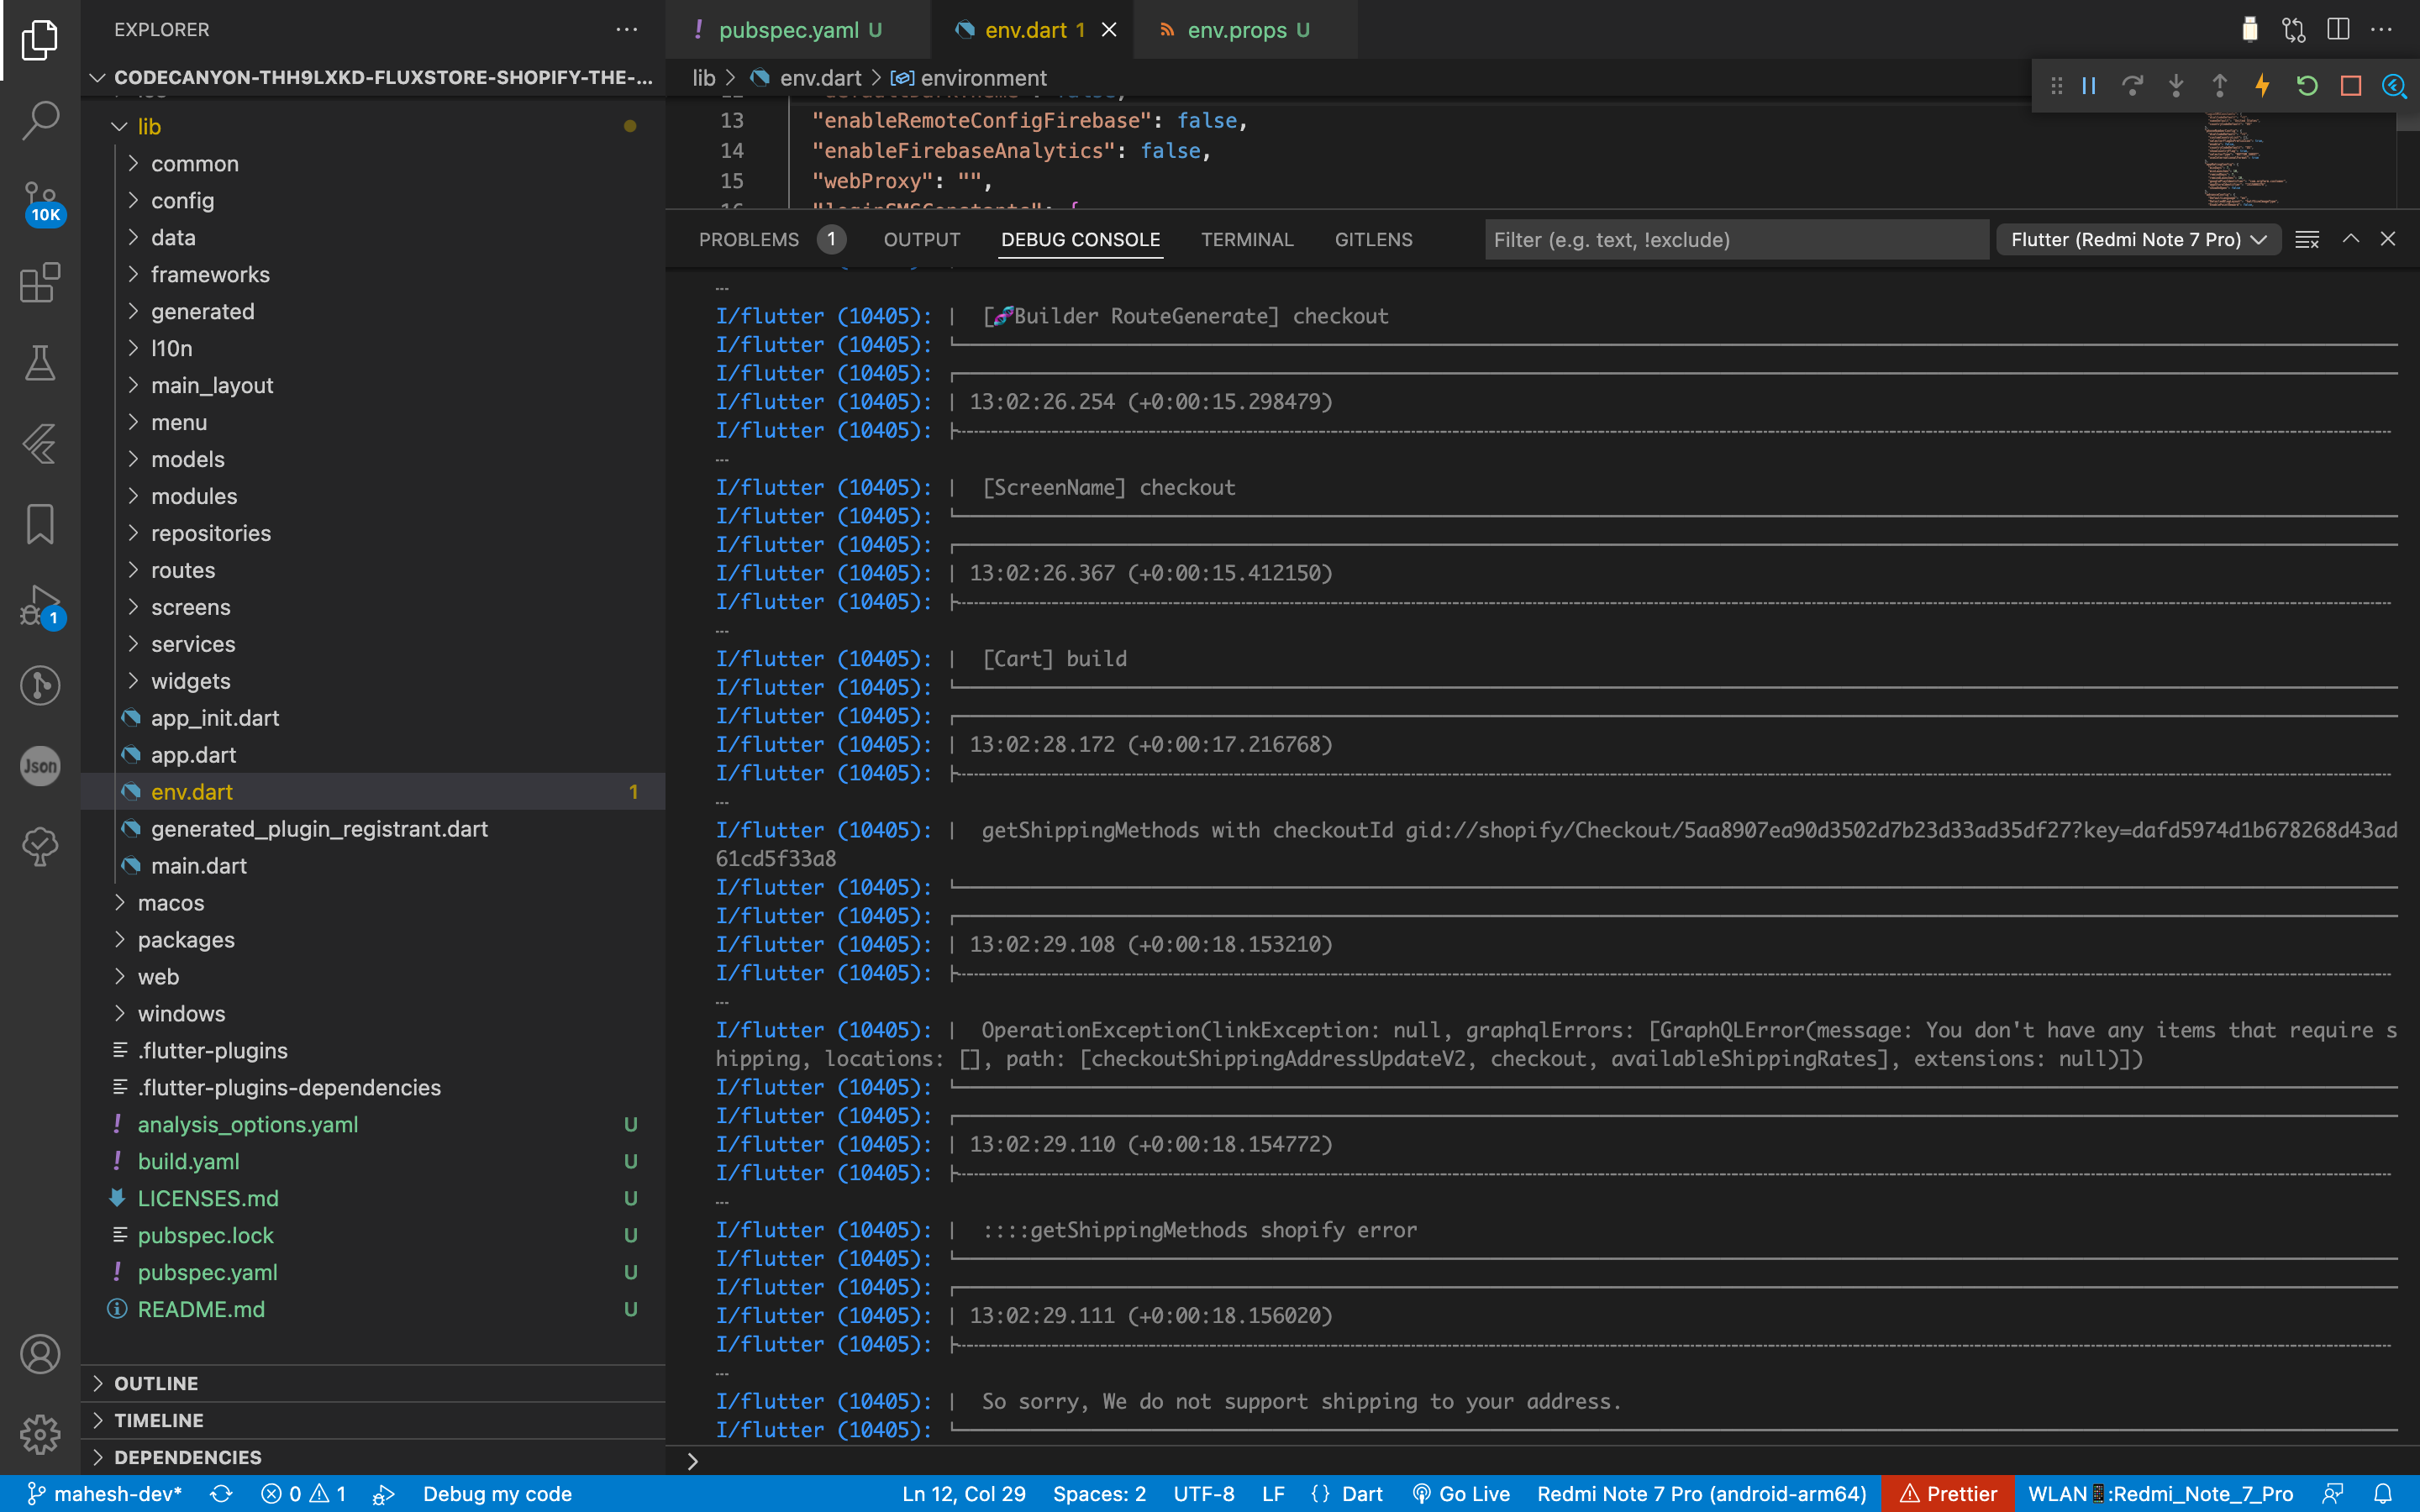 EXPLORER
CODECANYON-THH9LXKD-FLUXSTORE-SHOPIFY-THE-...
lib
common
config
data
frameworks
generated
l10n
main_layout
menu
models
modules
repositories
routes
screens
services
widgets
app_init.dart
app.dart
env.dart 1
generated_plugin_registrant.dart
main.dart
macos
packages
web
windows
.flutter-plugins
.flutter-plugins-dependencies
analysis_options.yaml U
build.yaml U
LICENSES.md U
pubspec.lock U
pubspec.yaml U
README.md U
OUTLINE
TIMELINE
DEPENDENCIES
10K
1
Json
pubspec.yaml U
env.dart 1
env.props U
lib > env.dart > environment
13 "enableRemoteConfigFirebase": false,
14 "enableFirebaseAnalytics": false,
15 "webProxy": "",
PROBLEMS 1 OUTPUT DEBUG CONSOLE TERMINAL GITLENS
Filter (e.g. text, !exclude)
Flutter (Redmi Note 7 Pro)
I/flutter (10405): | [🧬Builder RouteGenerate] checkout
I/flutter (10405):
I/flutter (10405):
I/flutter (10405): | 13:02:26.254 (+0:00:15.298479)
I/flutter (10405):
I/flutter (10405): | [ScreenName] checkout
I/flutter (10405):
I/flutter (10405):
I/flutter (10405): | 13:02:26.367 (+0:00:15.412150)
I/flutter (10405):
I/flutter (10405): | [Cart] build
I/flutter (10405):
I/flutter (10405):
I/flutter (10405): | 13:02:28.172 (+0:00:17.216768)
I/flutter (10405):
I/flutter (10405): | getShippingMethods with checkoutId gid://shopify/Checkout/5aa8907ea90d3502d7b23d33ad35df27?key=dafd5974d1b678268d43ad
61cd5f33a8
I/flutter (10405):
I/flutter (10405):
I/flutter (10405): | 13:02:29.108 (+0:00:18.153210)
I/flutter (10405):
I/flutter (10405): | OperationException(linkException: null, graphqlErrors: [GraphQLError(message: You don't have any items that require s
hipping, locations: [], path: [checkoutShippingAddressUpdateV2, checkout, availableShippingRates], extensions: null)])
I/flutter (10405):
I/flutter (10405):
I/flutter (10405): | 13:02:29.110 (+0:00:18.154772)
I/flutter (10405):
I/flutter (10405): | ::::getShippingMethods shopify error
I/flutter (10405):
I/flutter (10405):
I/flutter (10405): | 13:02:29.111 (+0:00:18.156020)
I/flutter (10405):
I/flutter (10405): | So sorry, We do not support shipping to your address.
I/flutter (10405):
mahesh-dev* 0 1 Debug my code Ln 12, Col 29 Spaces: 2 UTF-8 LF {} Dart Go Live Redmi Note 7 Pro (android-arm64) Prettier WLAN📱:Redmi_Note_7_Pro